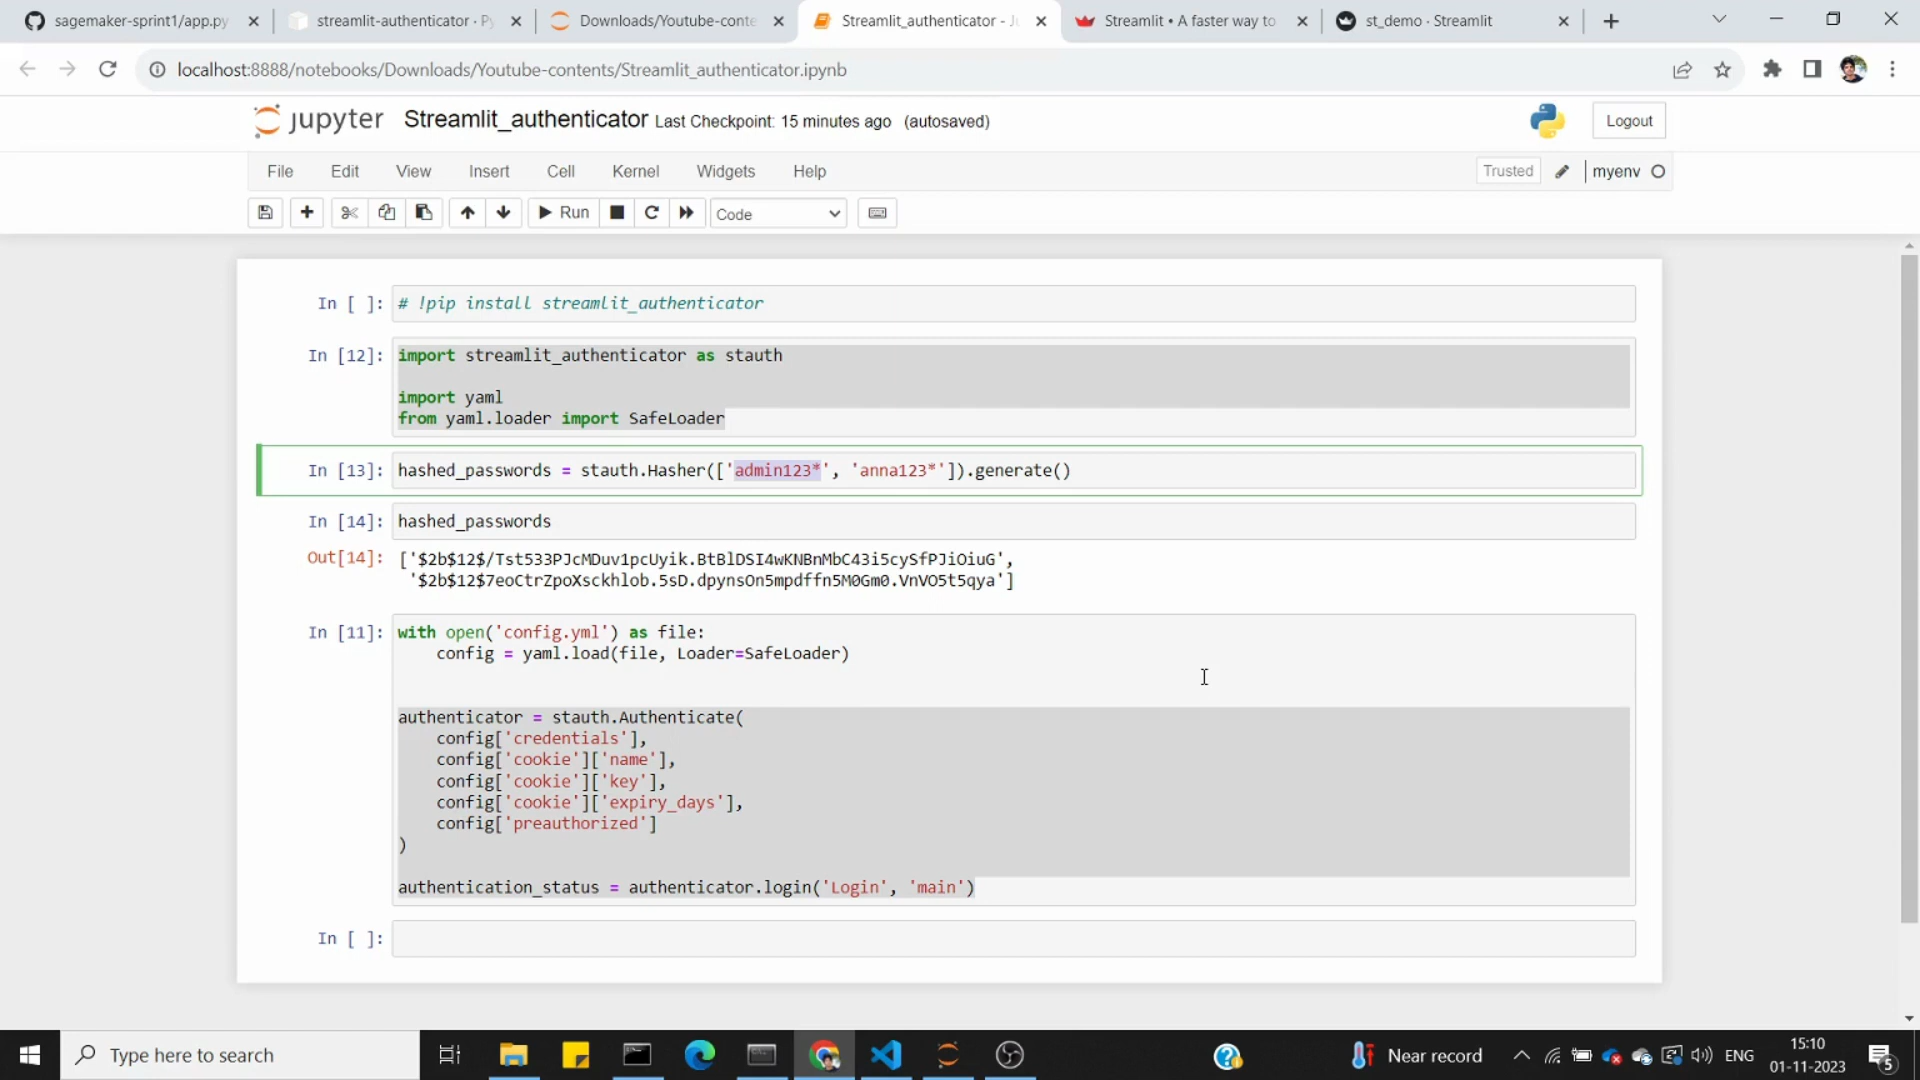 sagemaker-sprint1/app.py
streamlit-authenticator · Py
Downloads/Youtube-conte
Streamlit_authenticator - Ju
Streamlit • A faster way to
st_demo · Streamlit
localhost:8888/notebooks/Downloads/Youtube-contents/Streamlit_authenticator.ipynb
jupyter Streamlit_authenticator Last Checkpoint: 15 minutes ago (autosaved)
Logout
File Edit View Insert Cell Kernel Widgets Help
Trusted
myenv
Run
Code
In [ ]: # !pip install streamlit_authenticator
In [12]: import streamlit_authenticator as stauth
import yaml
from yaml.loader import SafeLoader
In [13]: hashed_passwords = stauth.Hasher(['admin123*', 'anna123*']).generate()
In [14]: hashed_passwords
Out[14]: ['$2b$12$/Tst533PJcMDuv1pcUyik.BtBlDSI4wKNBnMbC43i5cySfPJiOiuG',
'$2b$12$7eoCtrZpoXsckhlob.5sD.dpynsOn5mpdffn5M0Gm0.VnVO5t5qya']
In [11]: with open('config.yml') as file:
config = yaml.load(file, Loader=SafeLoader)
authenticator = stauth.Authenticate(
config['credentials'],
config['cookie']['name'],
config['cookie']['key'],
config['cookie']['expiry_days'],
config['preauthorized']
)
authentication_status = authenticator.login('Login', 'main')
In [ ]:
Type here to search
Near record
ENG
15:10
01-11-2023
5